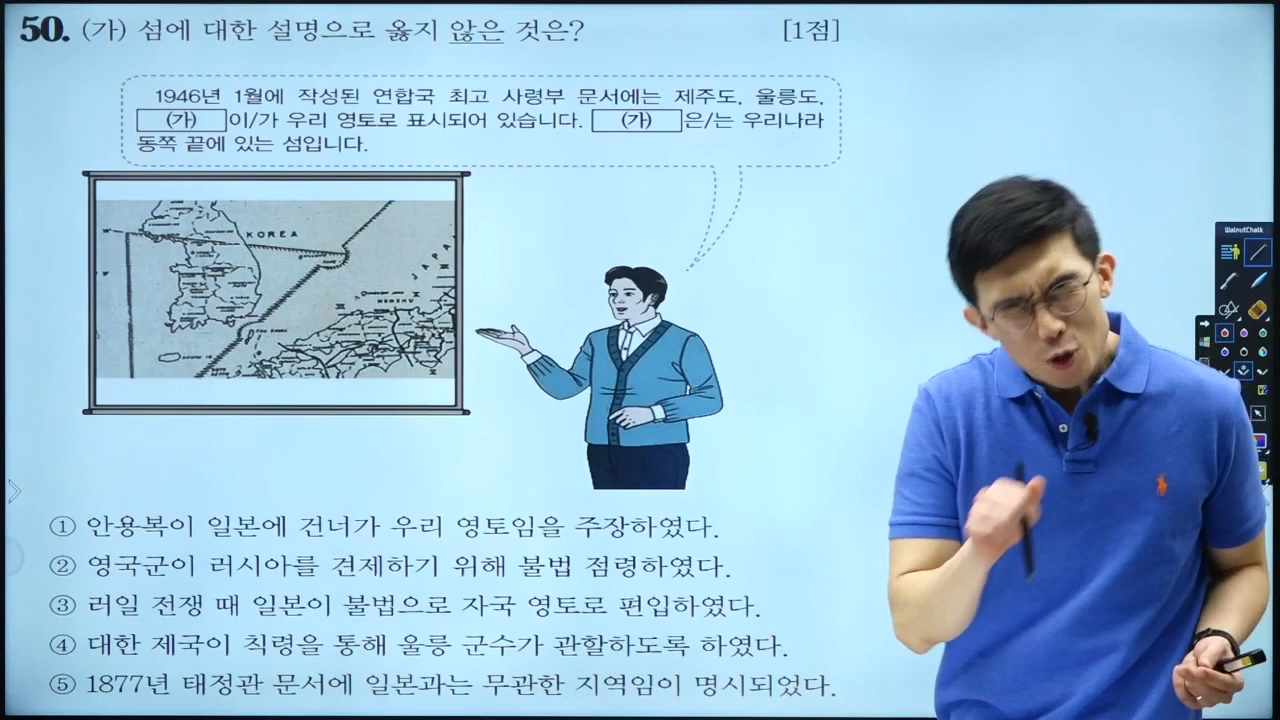 50. (가) 섬에 대한 설명으로 옳지 않은 것은? [1점]
1946년 1월에 작성된 연합국 최고 사령부 문서에는 제주도, 울릉도,
(가) 이/가 우리 영토로 표시되어 있습니다. (가) 은/는 우리나라
동쪽 끝에 있는 섬입니다.
KOREA
HONSHU
WalnutChalk
① 안용복이 일본에 건너가 우리 영토임을 주장하였다.
② 영국군이 러시아를 견제하기 위해 불법 점령하였다.
③ 러일 전쟁 때 일본이 불법으로 자국 영토로 편입하였다.
④ 대한 제국이 칙령을 통해 울릉 군수가 관할하도록 하였다.
⑤ 1877년 태정관 문서에 일본과는 무관한 지역임이 명시되었다.